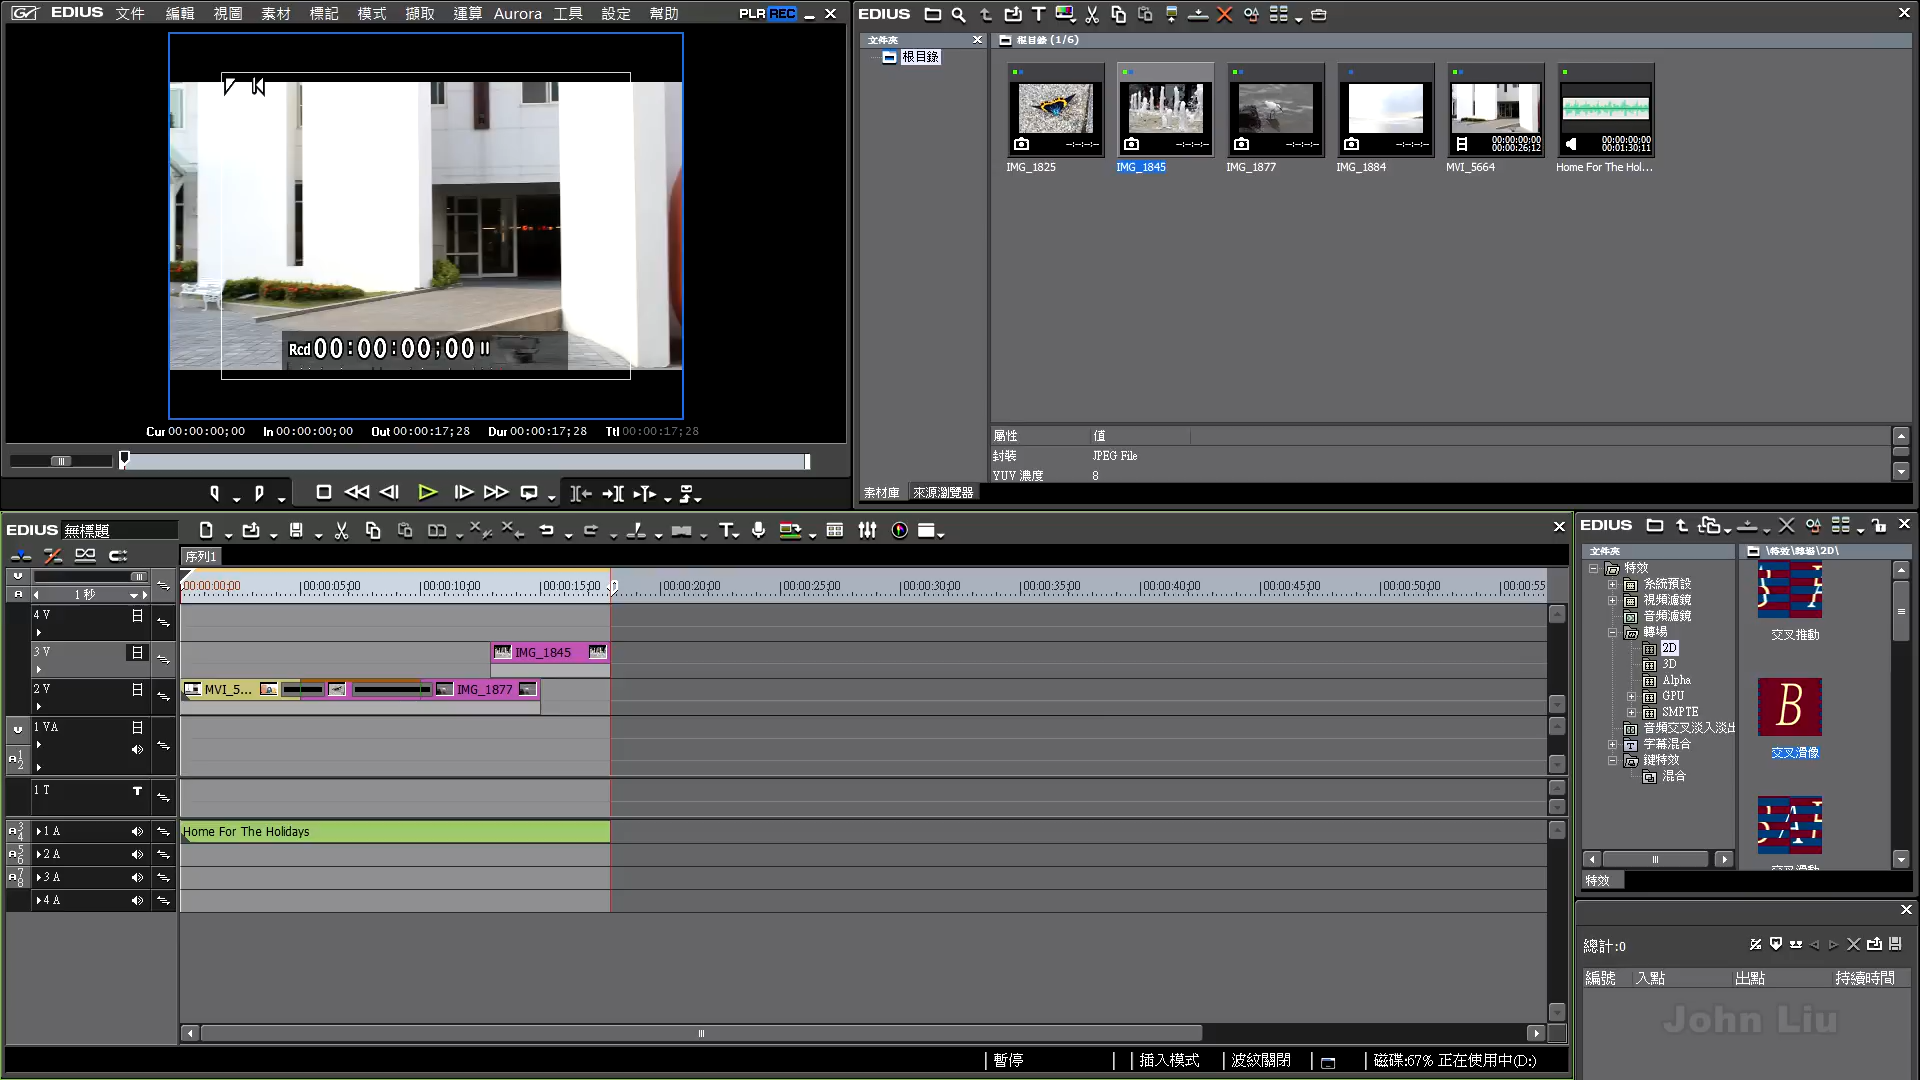 EDIUS 文件 編輯 視圖 素材 標記 模式 擷取 運算 Aurora 工具 設定 幫助 PLR REC
Rcd 00:00:00;00
Cur 00:00:00;00 In 00:00:00;00 Out 00:00:17;28 Dur 00:00:17;28 Ttl 00:00:17;28
EDIUS
文件夾
根目錄
根目錄 (1/6)
00:00:00;00
00:00:26;12
00:00:00;00
00:01:30;11
IMG_1825 IMG_1845 IMG_1877 IMG_1884 MVI_5664 Home For The Hol...
屬性 值
封裝 JPEG File
YUV 濃度 8
素材庫 來源瀏覽器
EDIUS 無標題
序列1
1 秒
00:00:00;00 00:00:05;00 00:00:10;00 00:00:15;00 00:00:20;00 00:00:25;00 00:00:30;00 00:00:35;00 00:00:40;00 00:00:45;00 00:00:50;00 00:00:55
4 V
3 V IMG_1845
2 V MVI_5... IMG_1877
1 VA
1 2
1 T
3 4 1 A Home For The Holidays
5 6 2 A
7 8 3 A
4 A
暫停 插入模式 波紋關閉 磁碟:67% 正在使用中(D:)
EDIUS
文件夾
特效
系統預設
視頻濾鏡
音頻濾鏡
轉場
2D
3D
Alpha
GPU
SMPTE
音頻交叉淡入淡出
字幕混合
鍵特效
混合
特效
\特效\轉場\2D\
交叉推動
B
交叉滑像
交叉滑動
總計:0
編號 入點 出點 持續時間
John Liu